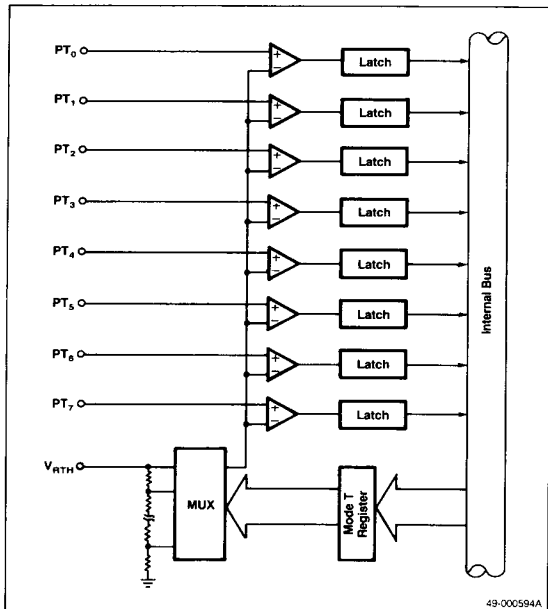 PT0
Latch
PT1
Latch
PT2
Latch
PT3
Latch
PT4
Latch
PT5
Latch
PT6
Latch
PT7
Latch
Internal Bus
VRTH
MUX
Mode T
Register
49-000594A